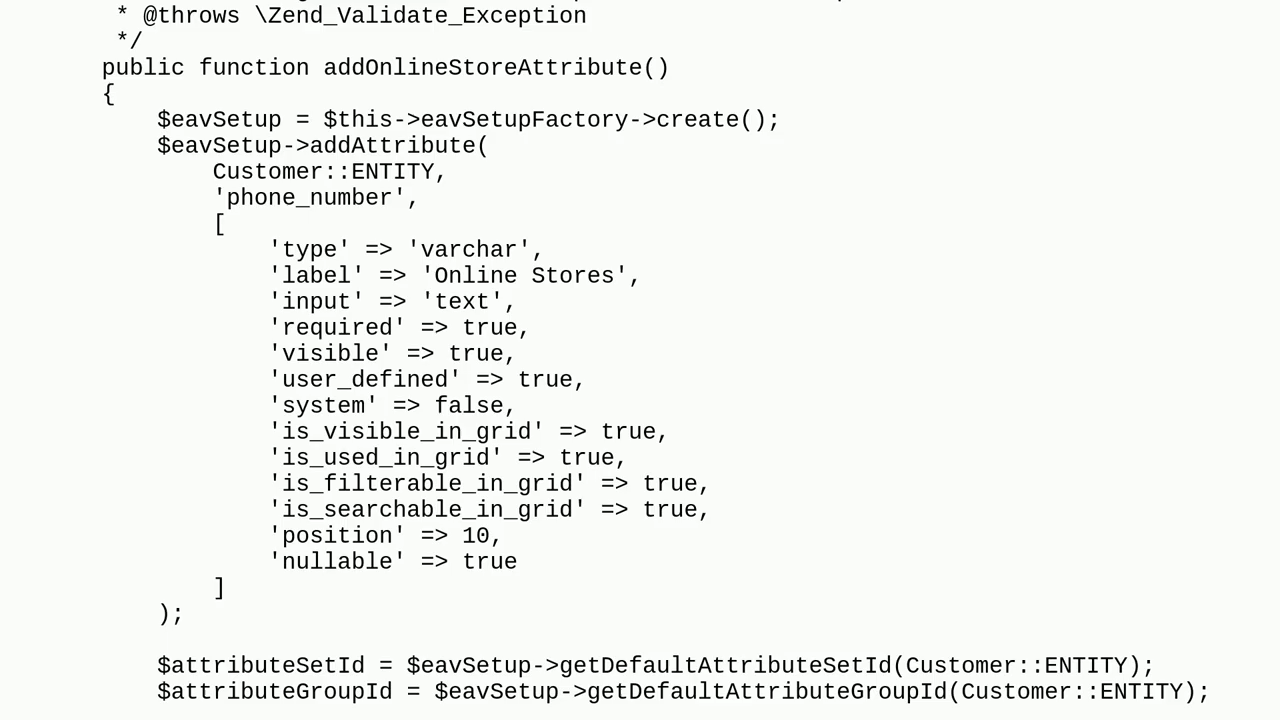 * @throws \Zend_Validate_Exception
*/
public function addOnlineStoreAttribute()
{
$eavSetup = $this->eavSetupFactory->create();
$eavSetup->addAttribute(
Customer::ENTITY,
'phone_number',
[
'type' => 'varchar',
'label' => 'Online Stores',
'input' => 'text',
'required' => true,
'visible' => true,
'user_defined' => true,
'system' => false,
'is_visible_in_grid' => true,
'is_used_in_grid' => true,
'is_filterable_in_grid' => true,
'is_searchable_in_grid' => true,
'position' => 10,
'nullable' => true
]
);
$attributeSetId = $eavSetup->getDefaultAttributeSetId(Customer::ENTITY);
$attributeGroupId = $eavSetup->getDefaultAttributeGroupId(Customer::ENTITY);